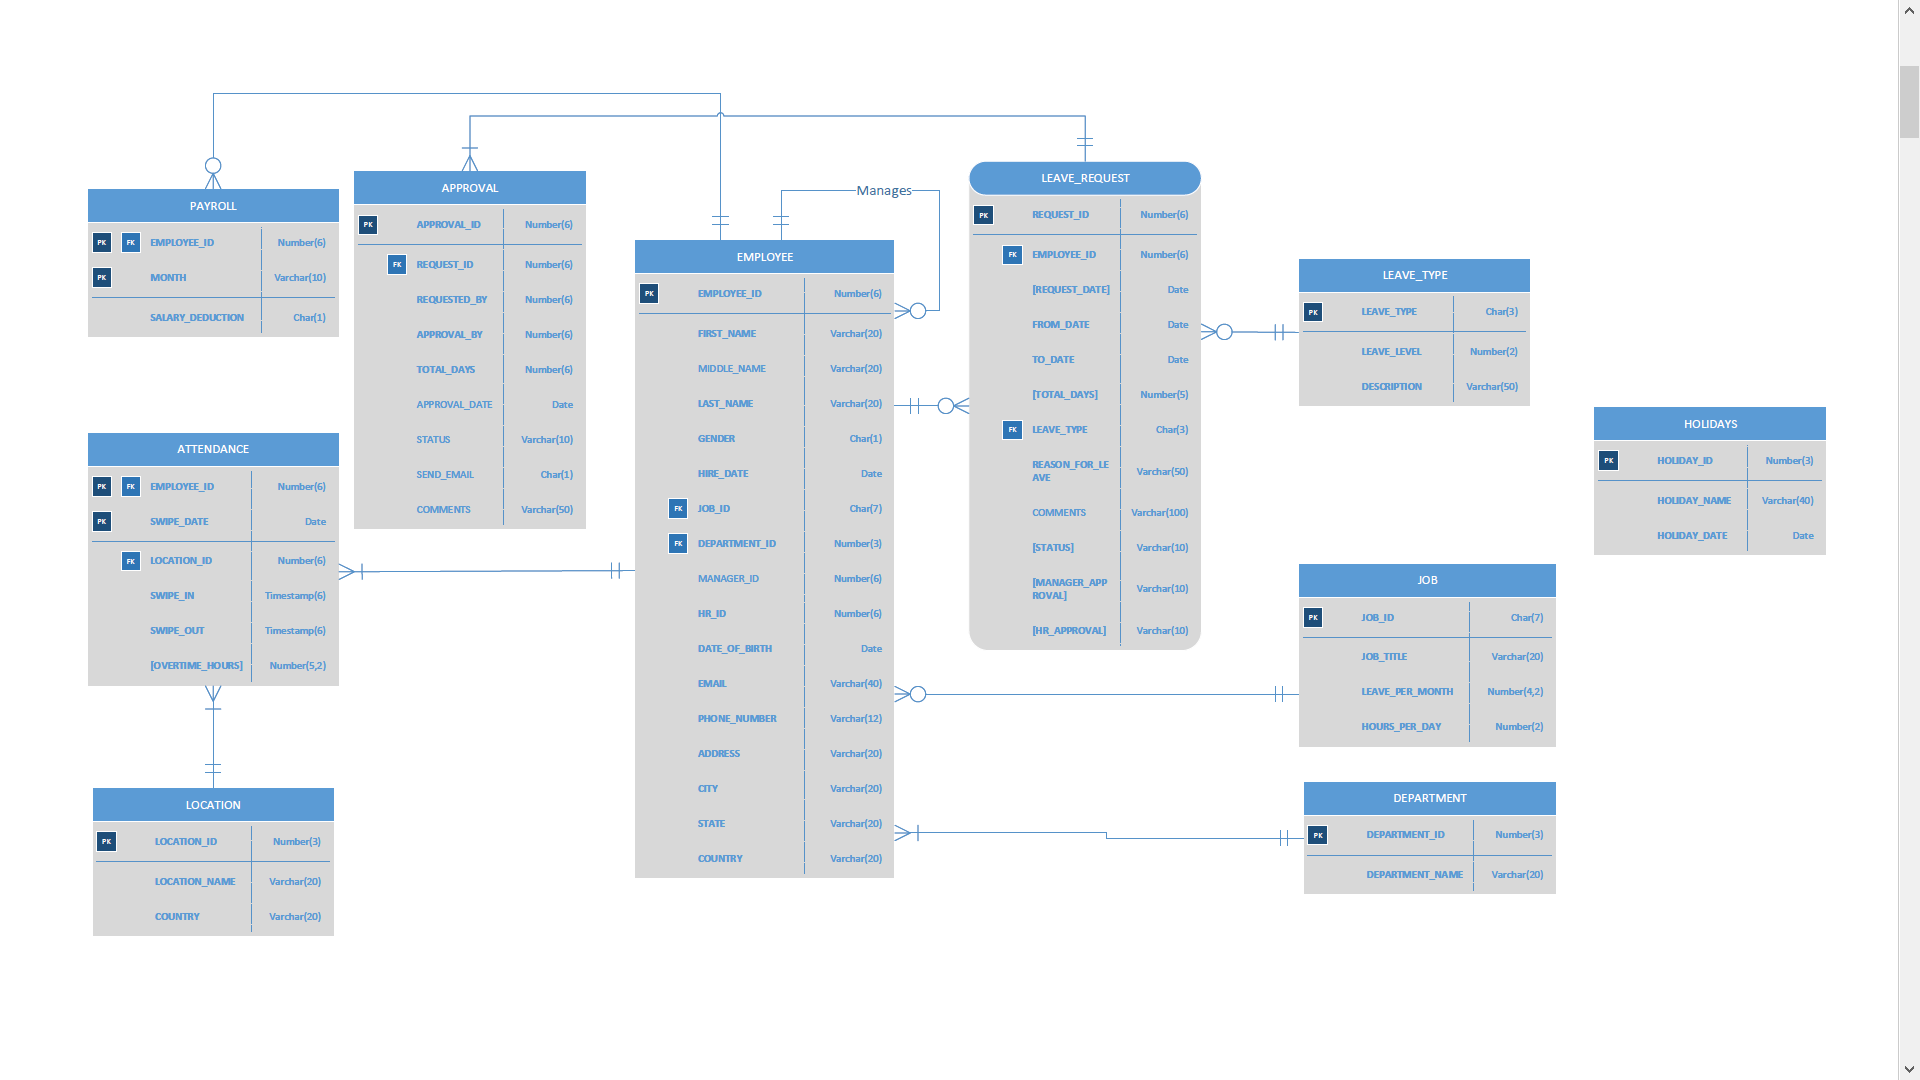 Manages
PAYROLL
PK FK EMPLOYEE_ID Number(6)
PK MONTH Varchar(10)
SALARY_DEDUCTION Char(1)
APPROVAL
PK APPROVAL_ID Number(6)
FK REQUEST_ID Number(6)
REQUESTED_BY Number(6)
APPROVAL_BY Number(6)
TOTAL_DAYS Number(6)
APPROVAL_DATE Date
STATUS Varchar(10)
SEND_EMAIL Char(1)
COMMENTS Varchar(50)
ATTENDANCE
PK FK EMPLOYEE_ID Number(6)
PK SWIPE_DATE Date
FK LOCATION_ID Number(6)
SWIPE_IN Timestamp(6)
SWIPE_OUT Timestamp(6)
[OVERTIME_HOURS] Number(5,2)
LOCATION
PK LOCATION_ID Number(3)
LOCATION_NAME Varchar(20)
COUNTRY Varchar(20)
EMPLOYEE
PK EMPLOYEE_ID Number(6)
FIRST_NAME Varchar(20)
MIDDLE_NAME Varchar(20)
LAST_NAME Varchar(20)
GENDER Char(1)
HIRE_DATE Date
FK JOB_ID Char(7)
FK DEPARTMENT_ID Number(3)
MANAGER_ID Number(6)
HR_ID Number(6)
DATE_OF_BIRTH Date
EMAIL Varchar(40)
PHONE_NUMBER Varchar(12)
ADDRESS Varchar(20)
CITY Varchar(20)
STATE Varchar(20)
COUNTRY Varchar(20)
LEAVE_REQUEST
PK REQUEST_ID Number(6)
FK EMPLOYEE_ID Number(6)
[REQUEST_DATE] Date
FROM_DATE Date
TO_DATE Date
[TOTAL_DAYS] Number(5)
FK LEAVE_TYPE Char(3)
REASON_FOR_LE
AVE Varchar(50)
COMMENTS Varchar(100)
[STATUS] Varchar(10)
[MANAGER_APP
ROVAL] Varchar(10)
[HR_APPROVAL] Varchar(10)
LEAVE_TYPE
PK LEAVE_TYPE Char(3)
LEAVE_LEVEL Number(2)
DESCRIPTION Varchar(50)
HOLIDAYS
PK HOLIDAY_ID Number(3)
HOLIDAY_NAME Varchar(40)
HOLIDAY_DATE Date
JOB
PK JOB_ID Char(7)
JOB_TITLE Varchar(20)
LEAVE_PER_MONTH Number(4,2)
HOURS_PER_DAY Number(2)
DEPARTMENT
PK DEPARTMENT_ID Number(3)
DEPARTMENT_NAME Varchar(20)